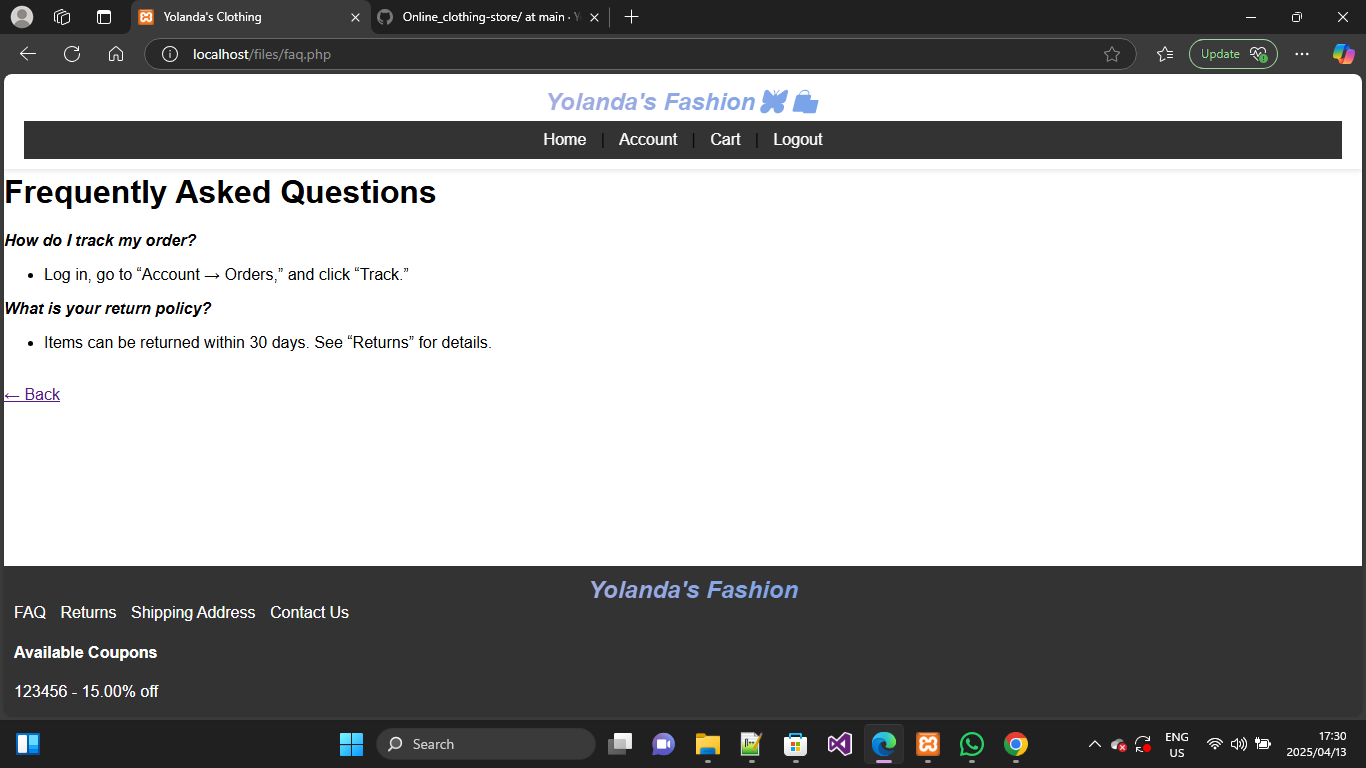 Yolanda's Clothing
Online_clothing-store/ at main · Y
localhost/files/faq.php
Update
Yolanda's Fashion
Home | Account | Cart | Logout
Frequently Asked Questions
How do I track my order?
• Log in, go to “Account → Orders,” and click “Track.”
What is your return policy?
• Items can be returned within 30 days. See “Returns” for details.
← Back
Yolanda's Fashion
FAQ Returns Shipping Address Contact Us
Available Coupons
123456 - 15.00% off
Search
ENG
US
17:30
2025/04/13